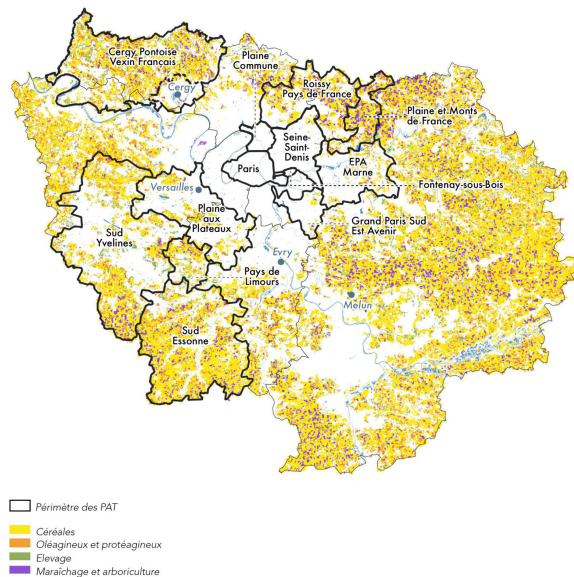 Cergy Pontoise
Vexin Français
Cergy
Plaine
Commune
Roissy
Pays de France
Plaine et Monts
de France
Seine-
Saint-
Denis
Paris
EPA
Marne
Fontenay-sous-Bois
Versailles
Plaine
aux
Plateaux
Grand Paris Sud
Est Avenir
Sud
Yvelines
Evry
Pays de
Limours
Melun
Sud
Essonne
Périmètre des PAT
Céréales
Oléagineux et protéagineux
Elevage
Maraîchage et arboriculture